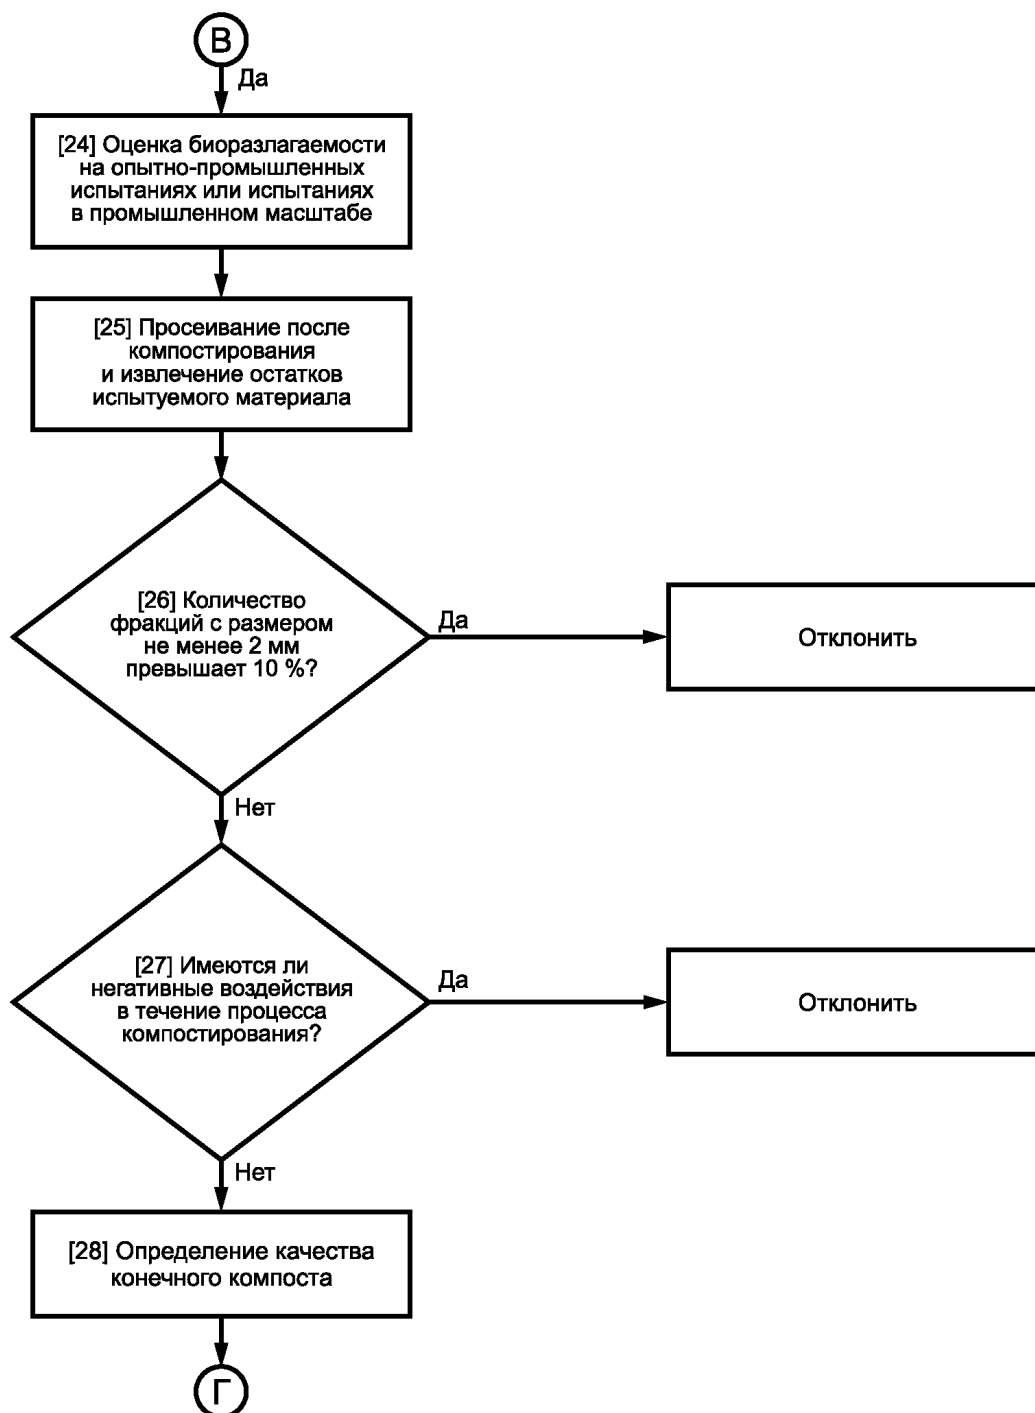 В
Да
[24] Оценка биоразлагаемости
на опытно-промышленных
испытаниях или испытаниях
в промышленном масштабе
[25] Просеивание после
компостирования
и извлечение остатков
испытуемого материала
[26] Количество
фракций с размером
не менее 2 мм
превышает 10 %?
Да
Отклонить
Нет
[27] Имеются ли
негативные воздействия
в течение процесса
компостирования?
Да
Отклонить
Нет
[28] Определение качества
конечного компоста
Г